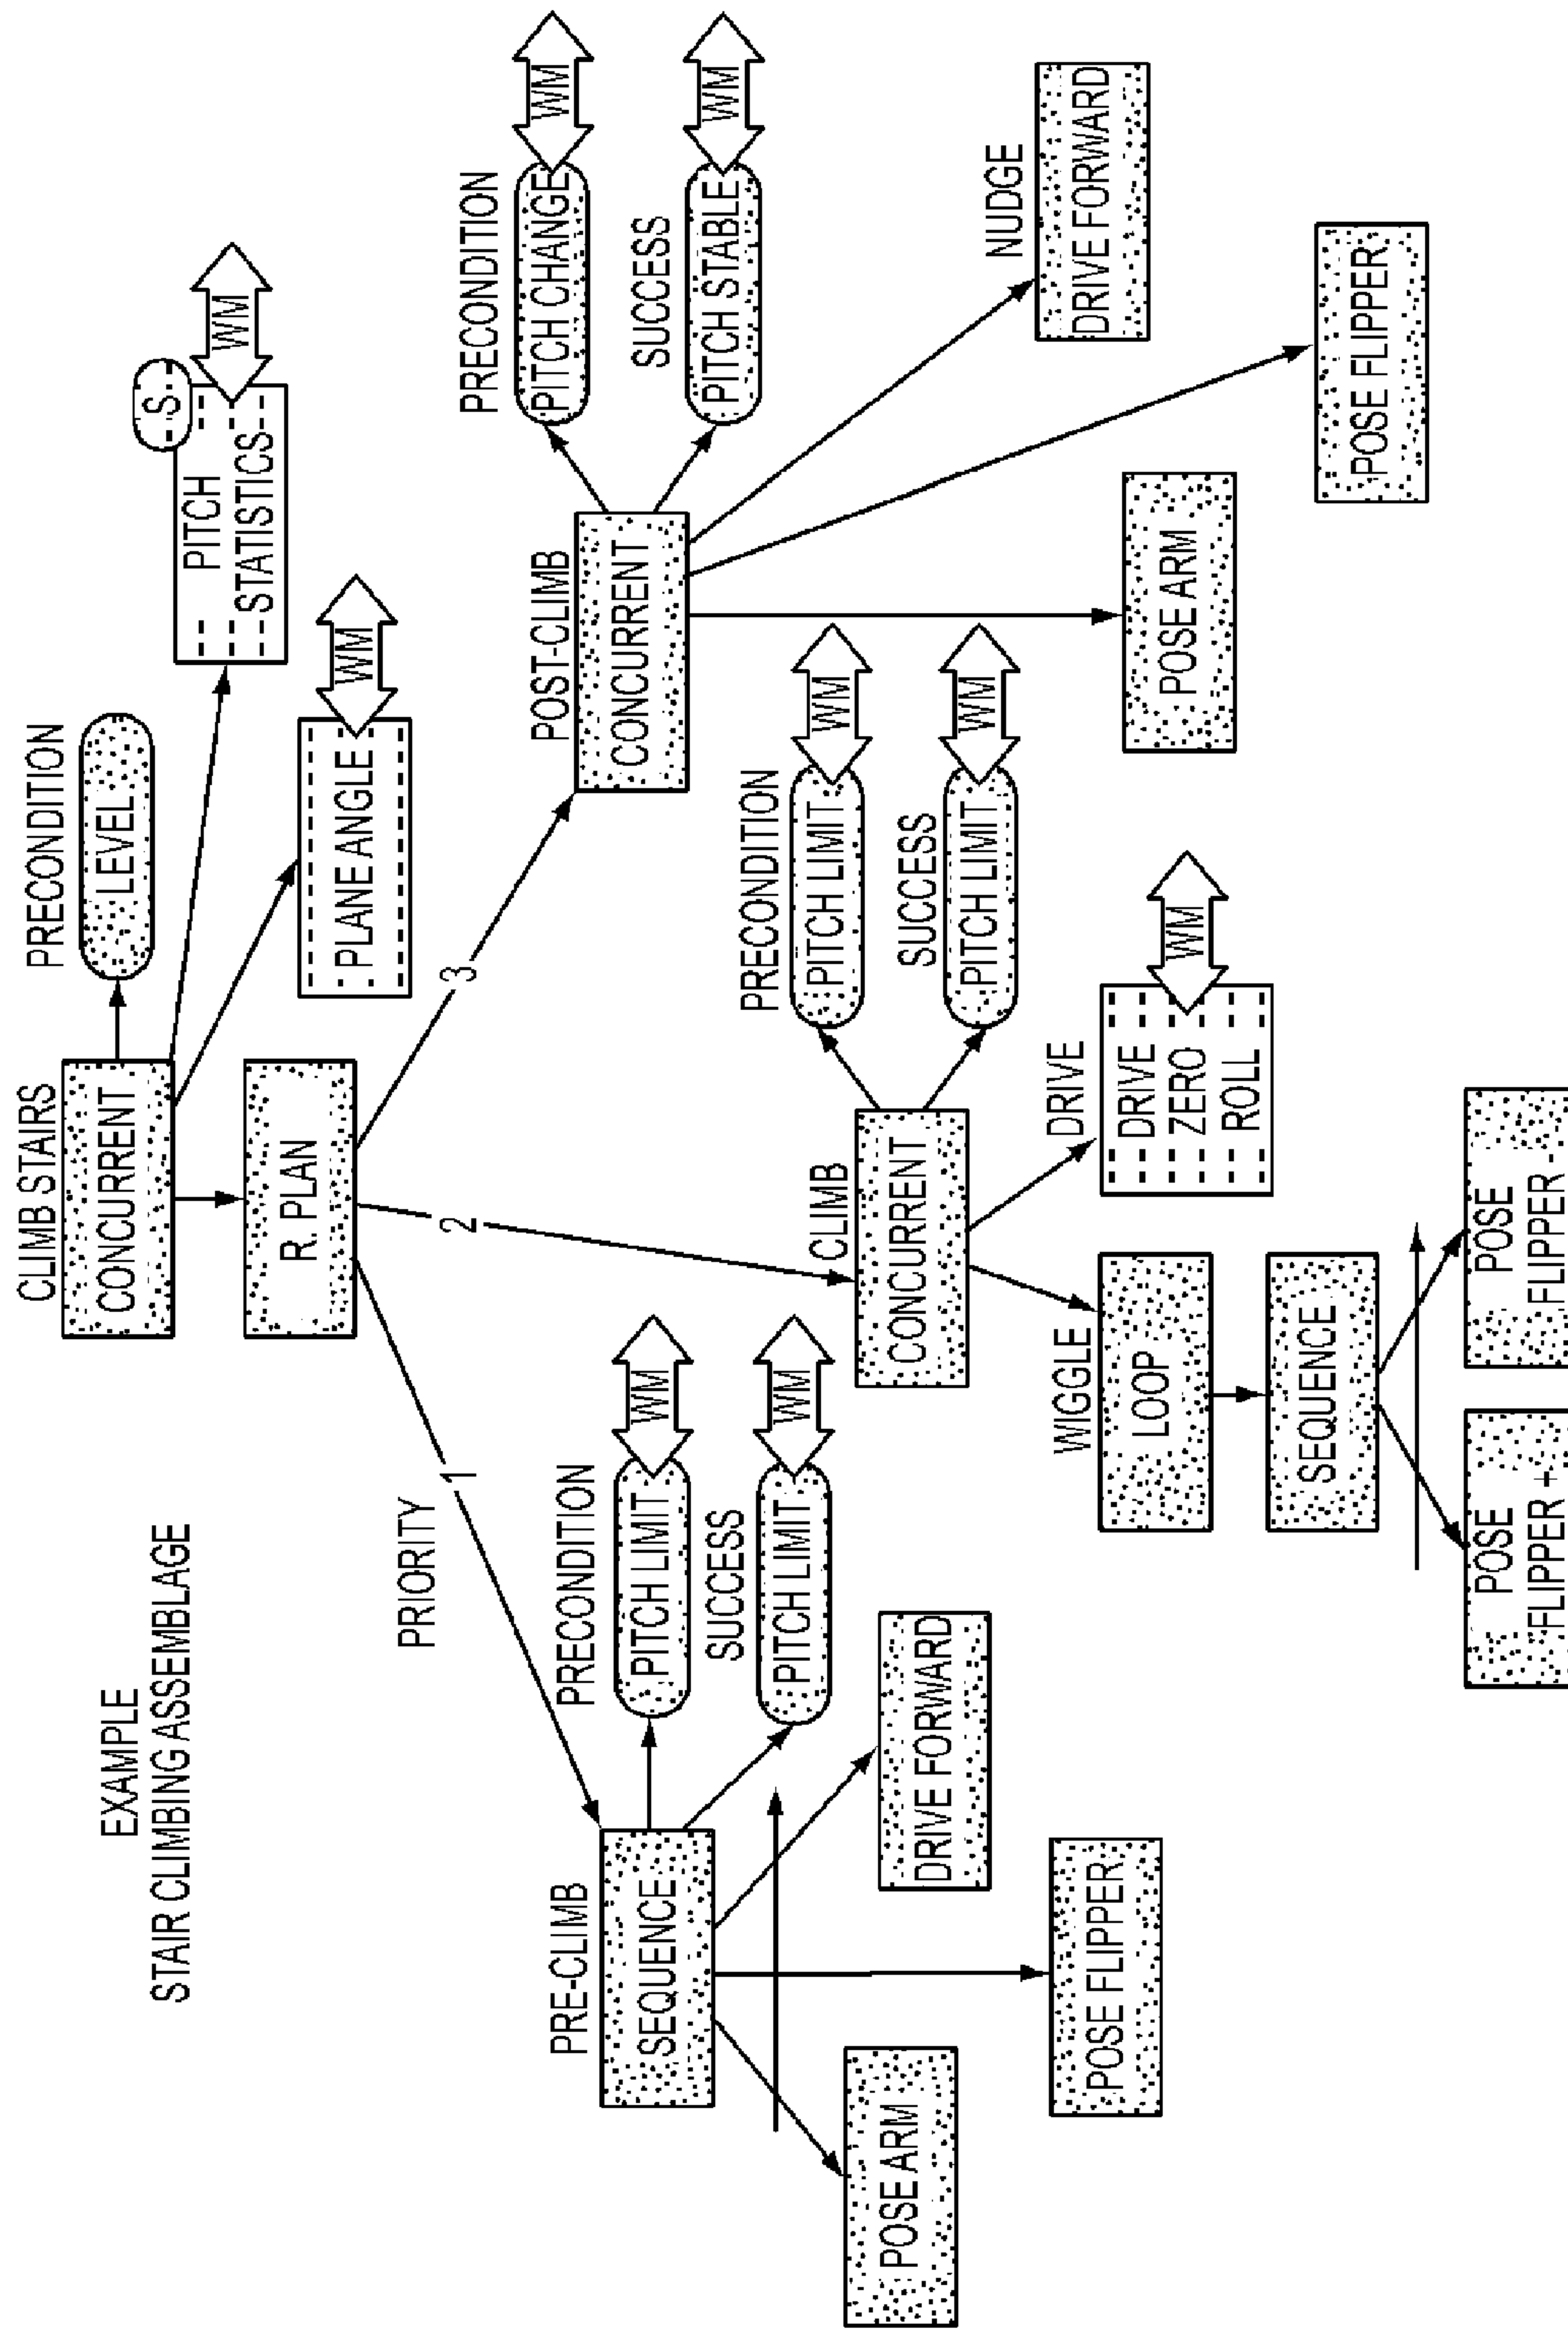 EXAMPLE
STAIR CLIMBING ASSEMBLAGE
CLIMB STAIRS
CONCURRENT
PRECONDITION
LEVEL
PITCH
STATISTICS
S
WM
R. PLAN
PLANE ANGLE
WM
PRIORITY
1
2
3
PRE-CLIMB
SEQUENCE
PRECONDITION
PITCH LIMIT
WM
SUCCESS
PITCH LIMIT
WM
POSE ARM
POSE FLIPPER
DRIVE FORWARD
CLIMB
CONCURRENT
PRECONDITION
PITCH LIMIT
WM
SUCCESS
PITCH LIMIT
WM
WIGGLE
LOOP
DRIVE
DRIVE
ZERO
ROLL
WM
SEQUENCE
POSE
FLIPPER +
POSE
FLIPPER -
POST-CLIMB
CONCURRENT
PRECONDITION
PITCH CHANGE
WM
SUCCESS
PITCH STABLE
WM
POSE ARM
POSE FLIPPER
NUDGE
DRIVE FORWARD